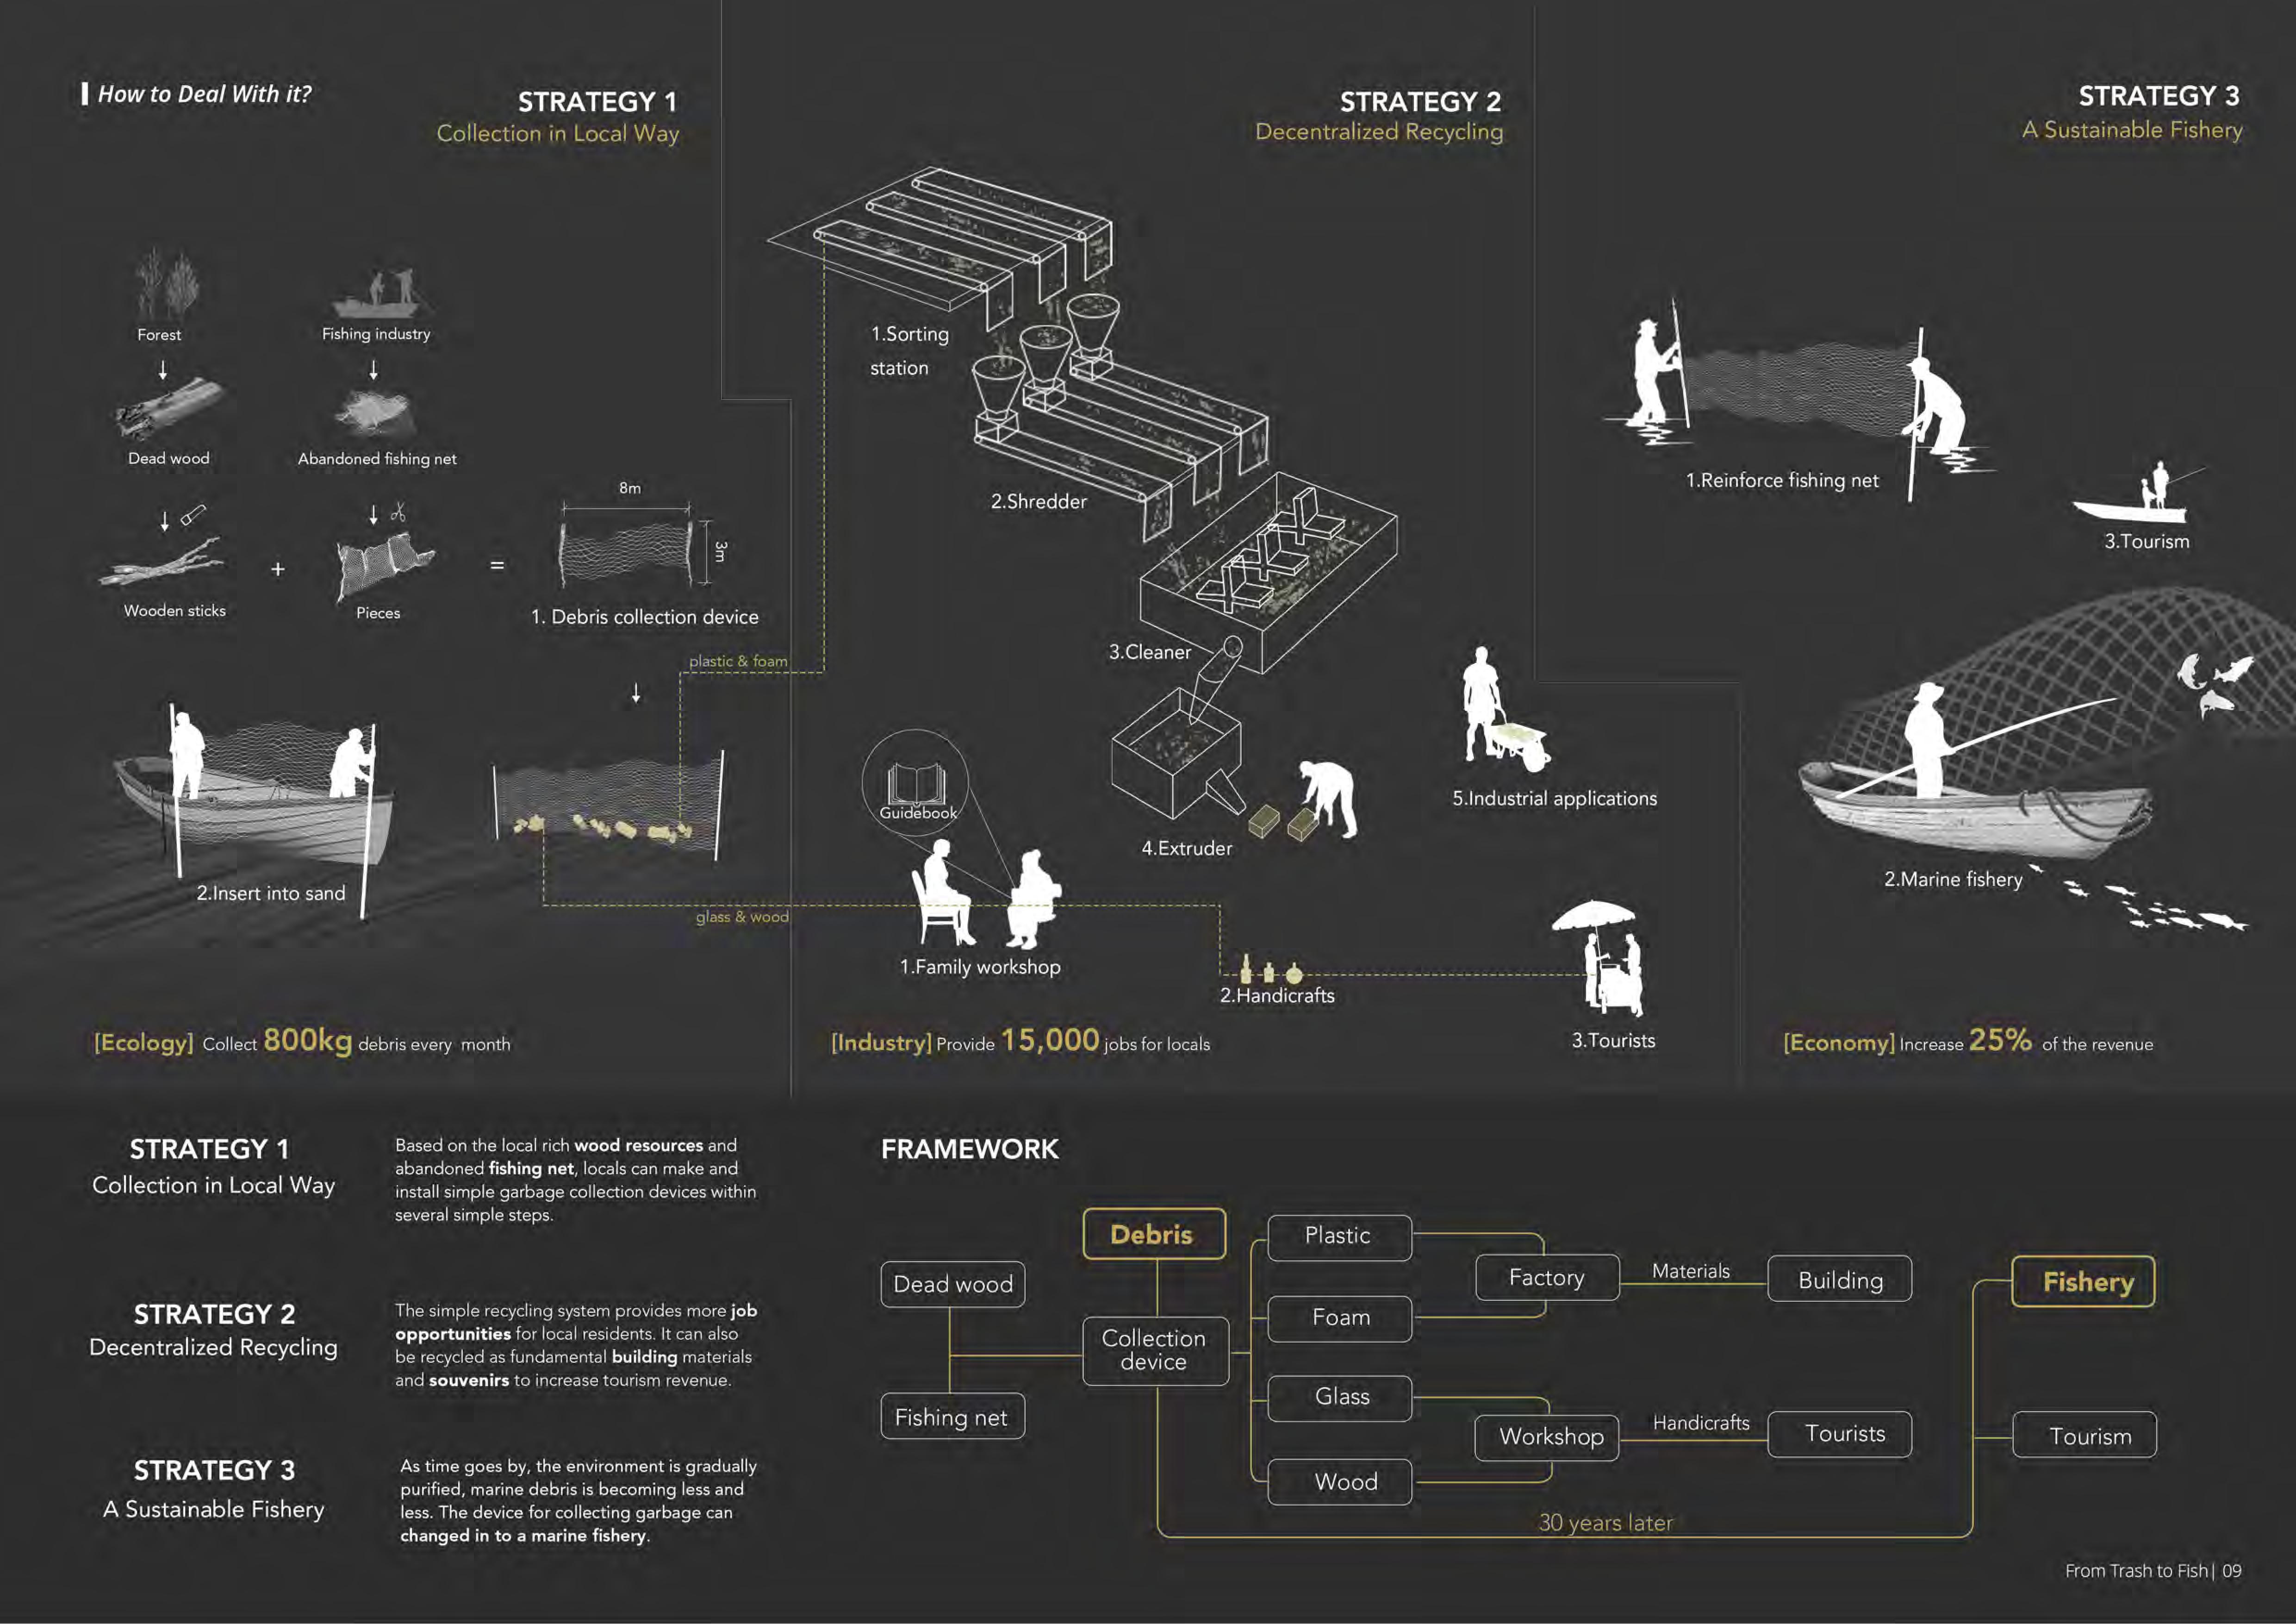 How to Deal With it?
STRATEGY 1
Collection in Local Way
Forest
Fishing industry
Dead wood
Abandoned fishing net
Wooden sticks
+
Pieces
=
8m
3m
1. Debris collection device
plastic & foam
2.Insert into sand
glass & wood
[Ecology] Collect 800kg debris every month
STRATEGY 2
Decentralized Recycling
1.Sorting
station
2.Shredder
3.Cleaner
4.Extruder
5.Industrial applications
Guidebook
1.Family workshop
2.Handicrafts
3.Tourists
[Industry] Provide 15,000 jobs for locals
STRATEGY 3
A Sustainable Fishery
1.Reinforce fishing net
3.Tourism
2.Marine fishery
[Economy] Increase 25% of the revenue
STRATEGY 1
Collection in Local Way
Based on the local rich wood resources and
abandoned fishing net, locals can make and
install simple garbage collection devices within
several simple steps.
STRATEGY 2
Decentralized Recycling
The simple recycling system provides more job
opportunities for local residents. It can also
be recycled as fundamental building materials
and souvenirs to increase tourism revenue.
STRATEGY 3
A Sustainable Fishery
As time goes by, the environment is gradually
purified, marine debris is becoming less and
less. The device for collecting garbage can
changed in to a marine fishery.
FRAMEWORK
Dead wood
Fishing net
Debris
Collection
device
Plastic
Foam
Glass
Wood
Factory
Workshop
Materials
Handicrafts
Building
Tourists
Fishery
Tourism
30 years later
From Trash to Fish| 09